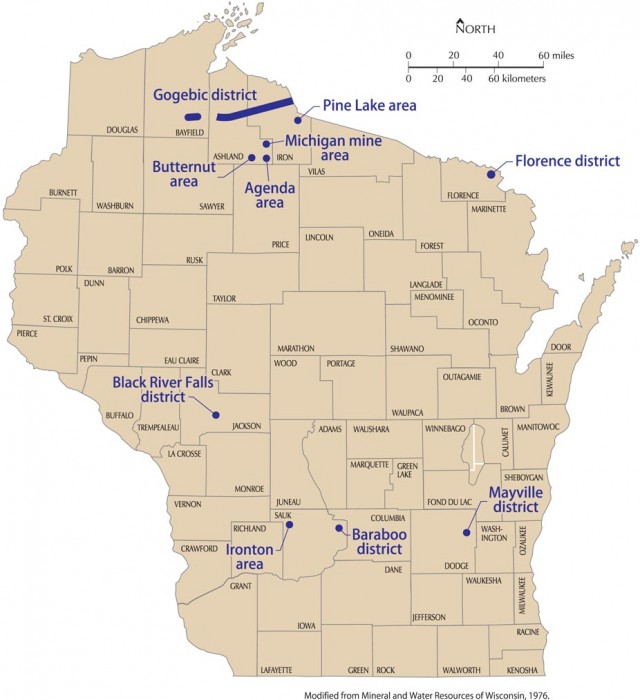 NORTH
0 20 40 60 miles
0 20 40 60 kilometers
Gogebic district
Pine Lake area
DOUGLAS
BAYFIELD
Michigan mine
area
ASHLAND
IRON
Butternut
area
Agenda
area
VILAS
Florence district
FLORENCE
BURNETT
WASHBURN
SAWYER
MARINETTE
LINCOLN
ONEIDA
FOREST
PRICE
RUSK
POLK
BARRON
DUNN
TAYLOR
LANGLADE
MENOMINEE
ST. CROIX
CHIPPEWA
OCONTO
PIERCE
MARATHON
SHAWANO
DOOR
PEPIN
EAU CLAIRE
WOOD
PORTAGE
CLARK
OUTAGAMIE
KEWAUNEE
Black River Falls
district
BUFFALO
TREMPEALEAU
JACKSON
WAUPACA
BROWN
ADAMS
WAUSHARA
WINNEBAGO
CALUMET
MANITOWOC
LA CROSSE
MARQUETTE
GREEN
LAKE
SHEBOYGAN
MONROE
VERNON
JUNEAU
FOND DU LAC
Mayville
district
SAUK
COLUMBIA
RICHLAND
WASH-
INGTON
OZAUKEE
CRAWFORD
Ironton
area
Baraboo
district
DODGE
DANE
GRANT
WAUKESHA
MILWAUKEE
JEFFERSON
IOWA
RACINE
LAFAYETTE
GREEN
ROCK
WALWORTH
KENOSHA
Modified from Mineral and Water Resources of Wisconsin, 1976.